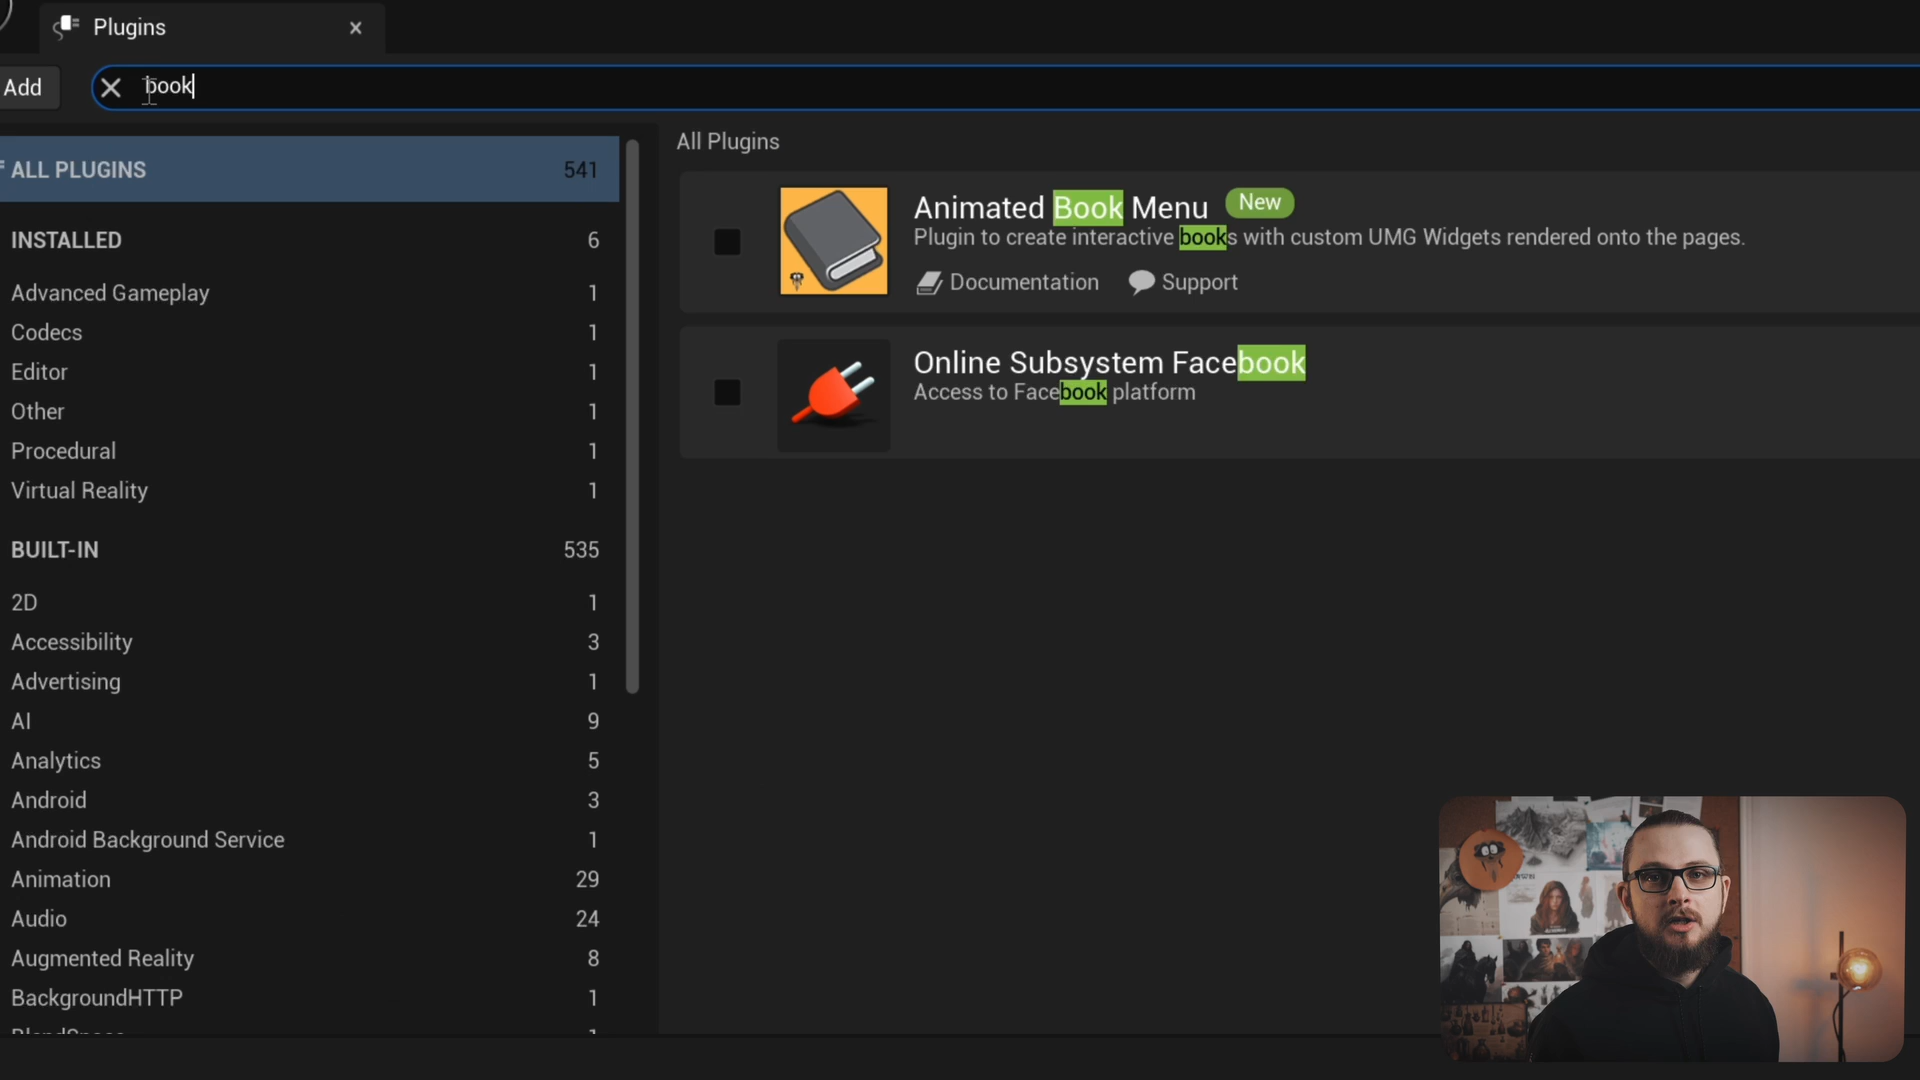 Plugins
Add
book
ALL PLUGINS 541
INSTALLED 6
Advanced Gameplay 1
Codecs 1
Editor 1
Other 1
Procedural 1
Virtual Reality 1
BUILT-IN 535
2D 1
Accessibility 3
Advertising 1
AI 9
Analytics 5
Android 3
Android Background Service 1
Animation 29
Audio 24
Augmented Reality 8
BackgroundHTTP 1
All Plugins
Animated Book Menu New
Plugin to create interactive books with custom UMG Widgets rendered onto the pages.
Documentation Support
Online Subsystem Facebook
Access to Facebook platform